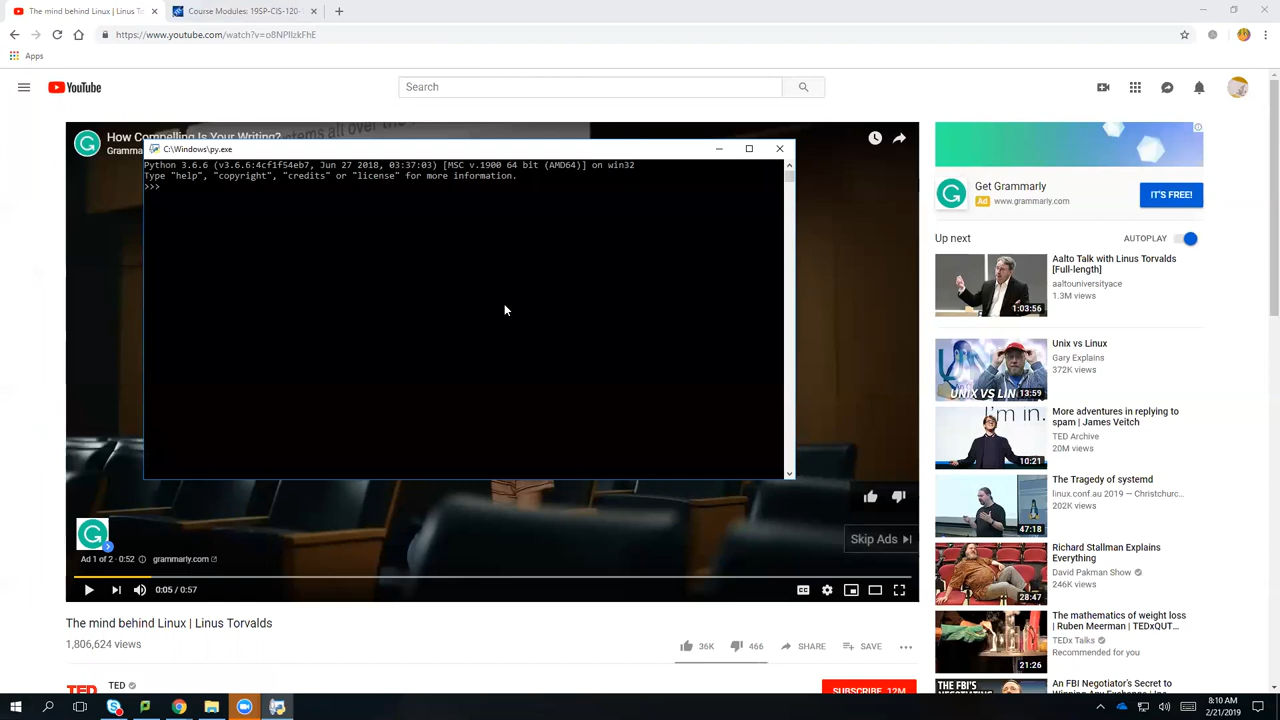 The mind behind Linux | Linus To
Course Modules: 19SP-CIS-120-
https://www.youtube.com/watch?v=o8NPllzkFhE
Apps
YouTube
Search
How Compelling Is Your Writing?
Gramma
C:\Windows\py.exe
Python 3.6.6 (v3.6.6:4cf1f54eb7, Jun 27 2018, 03:37:03) [MSC v.1900 64 bit (AMD64)] on win32
Type "help", "copyright", "credits" or "license" for more information.
>>>
Skip Ads
Ad 1 of 2 · 0:52
grammarly.com
0:05 / 0:57
The mind behind Linux | Linus Torvalds
1,806,624 views
36K
466
SHARE
SAVE
TED
TED
SUBSCRIBE 12M
Get Grammarly
Ad www.grammarly.com
IT'S FREE!
Up next
AUTOPLAY
Aalto Talk with Linus Torvalds
[Full-length]
aaltouniversityace
1.3M views
1:03:56
Unix vs Linux
Gary Explains
372K views
UNIX VS LIN
13:59
More adventures in replying to
spam | James Veitch
TED Archive
20M views
I'm in.
10:21
The Tragedy of systemd
linux.conf.au 2019 — Christchurc...
202K views
47:18
Richard Stallman Explains
Everything
David Pakman Show
246K views
28:47
The mathematics of weight loss
| Ruben Meerman | TEDxQUT...
TEDx Talks
Recommended for you
21:26
An FBI Negotiator's Secret to
THE FBI'S
8:10 AM
2/21/2019